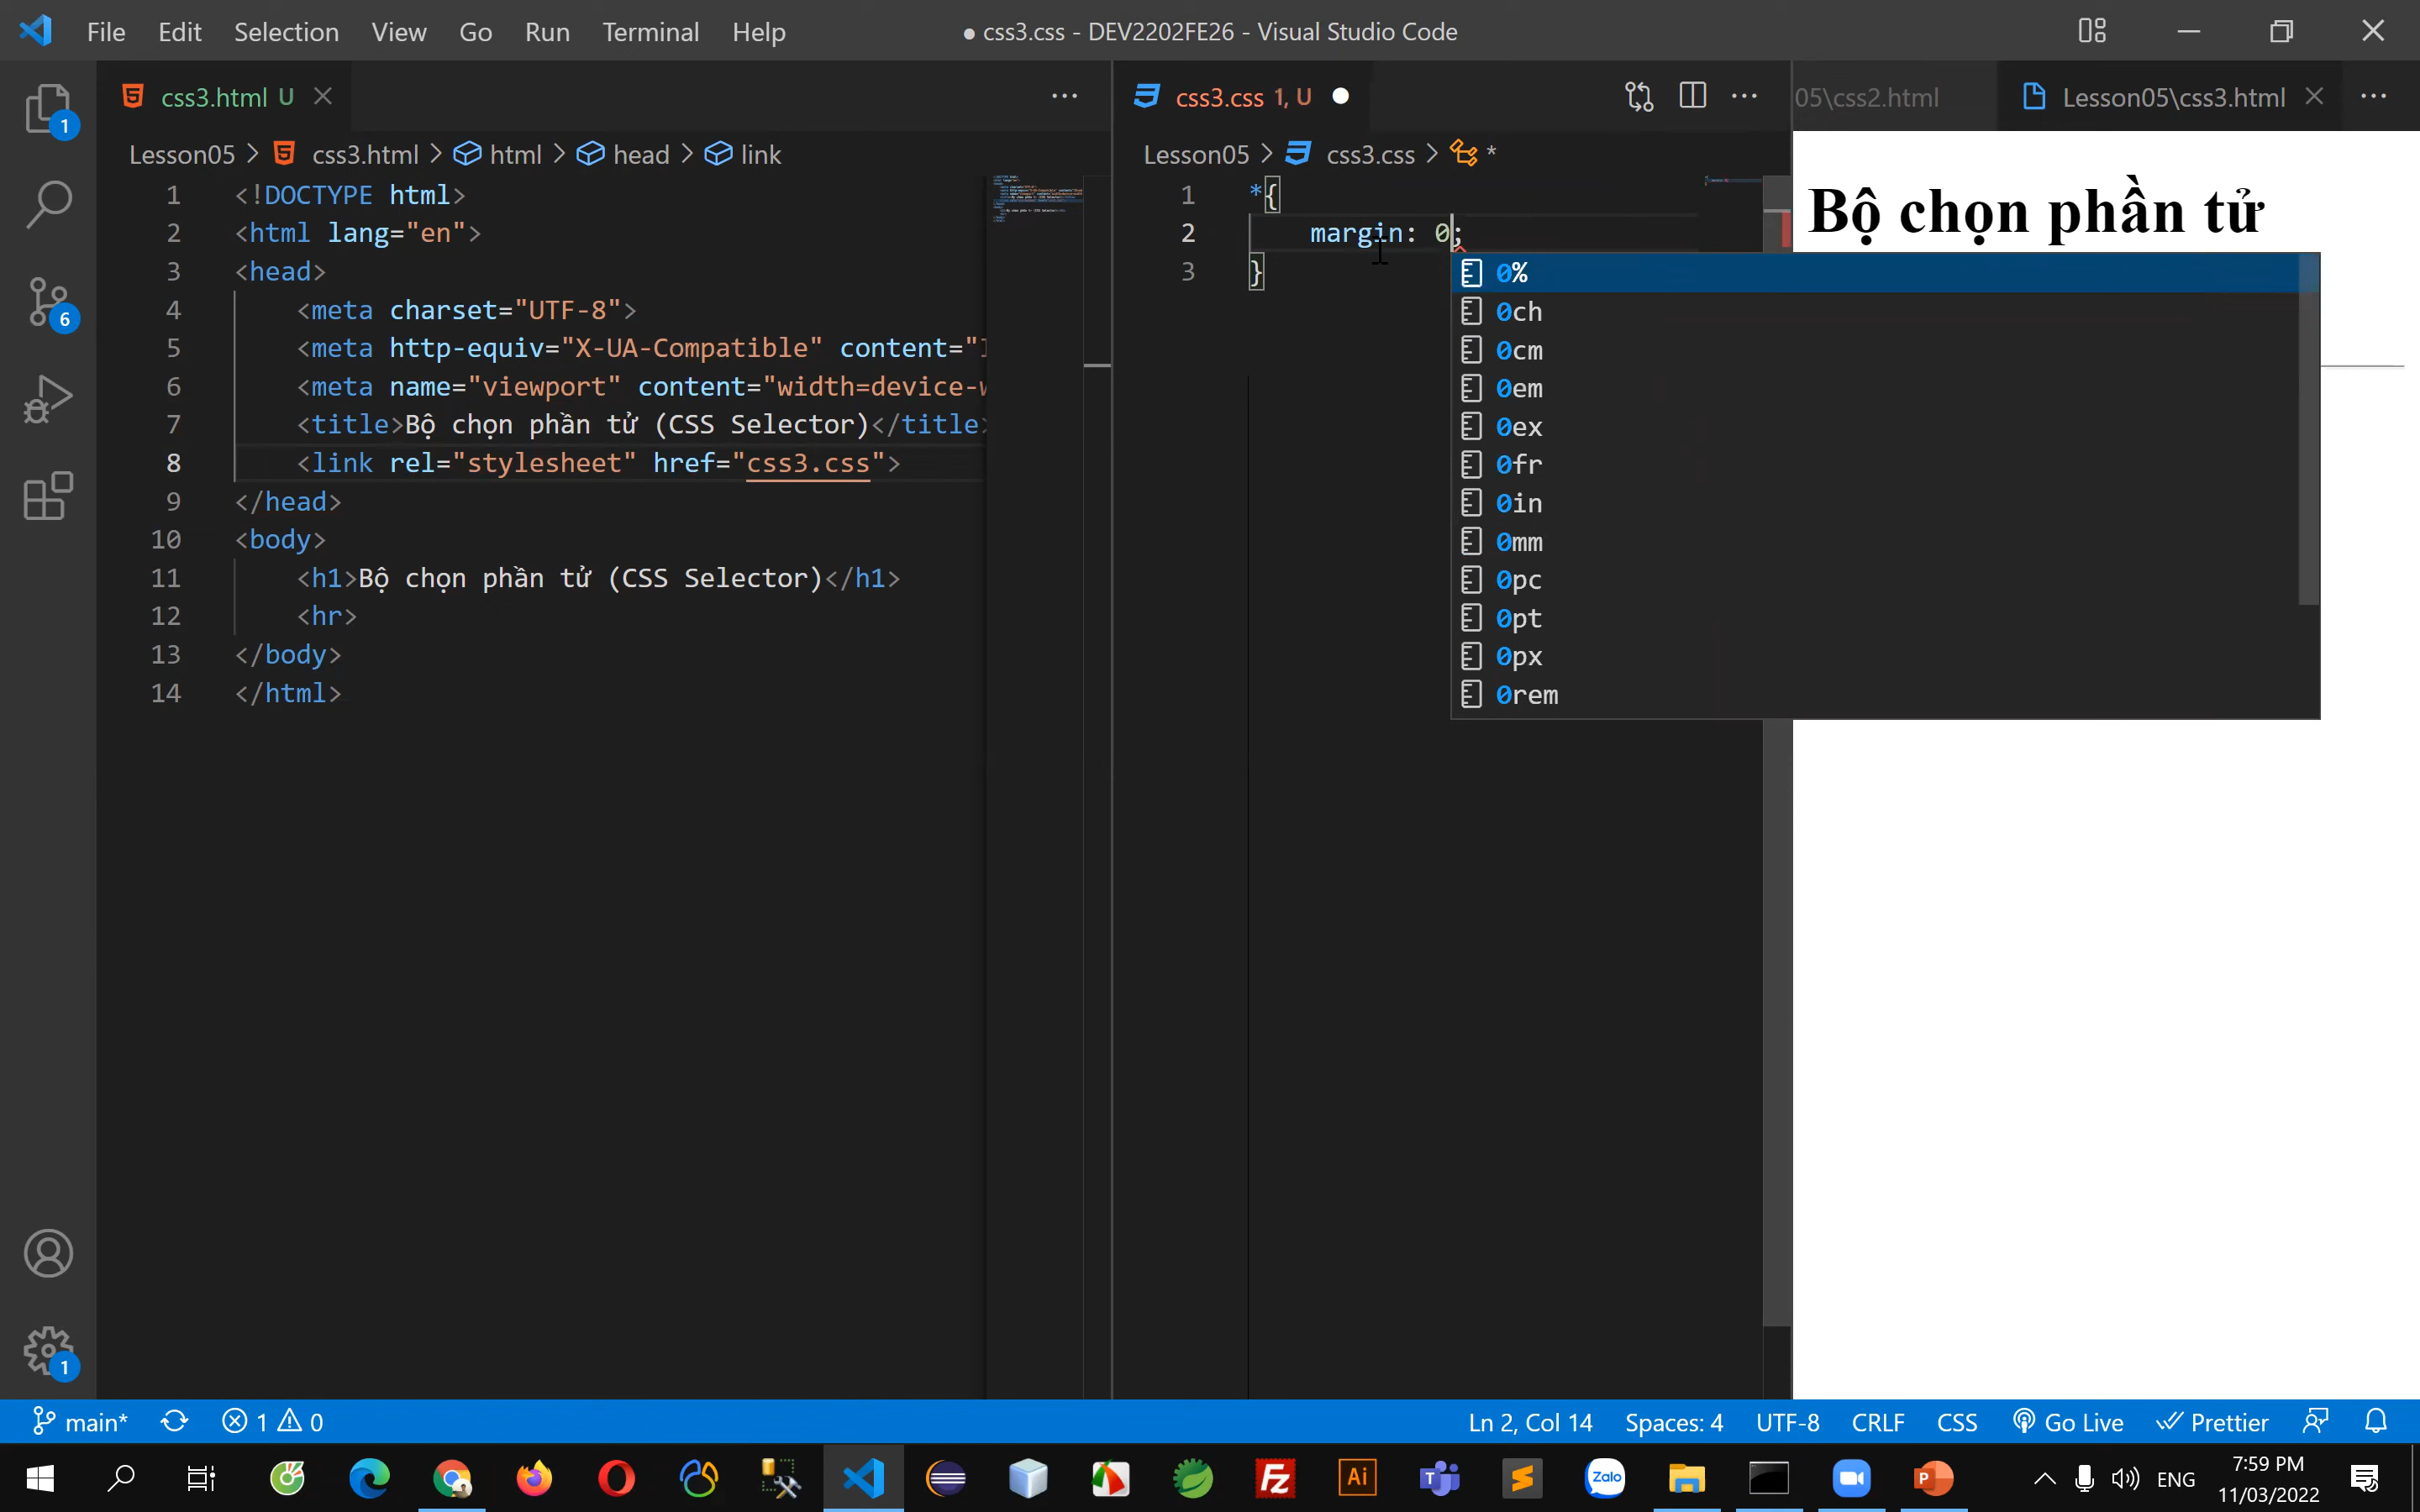 File Edit Selection View Go Run Terminal Help
● css3.css - DEV2202FE26 - Visual Studio Code
css3.html U
css3.css 1, U
05\css2.html
Lesson05\css3.html
Lesson05 > css3.html > html > head > link
1 <!DOCTYPE html>
2 <html lang="en">
3 <head>
4 <meta charset="UTF-8">
5 <meta http-equiv="X-UA-Compatible" content="
6 <meta name="viewport" content="width=device-
7 <title>Bộ chọn phần tử (CSS Selector)</title>
8 <link rel="stylesheet" href="css3.css">
9 </head>
10 <body>
11 <h1>Bộ chọn phần tử (CSS Selector)</h1>
12 <hr>
13 </body>
14 </html>
Lesson05 > css3.css > *
1 *{
2 margin: 0;
3 }
0%
0ch
0cm
0em
0ex
0fr
0in
0mm
0pc
0pt
0px
0rem
Bộ chọn phần tử
1
6
1
main*
1 0
Ln 2, Col 14
Spaces: 4
UTF-8
CRLF
CSS
Go Live
Prettier
Fz
Ai
T
Zalo
P
ENG
7:59 PM
11/03/2022